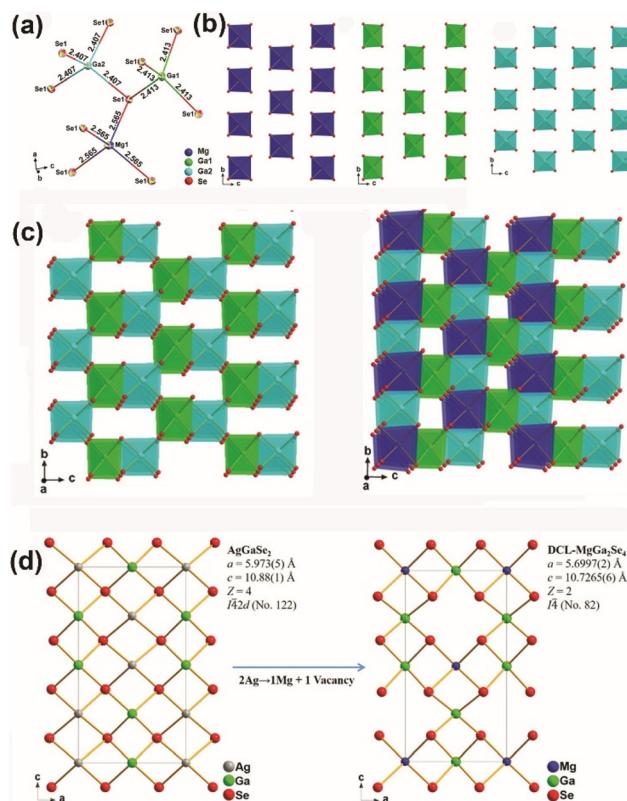 (a)
Se1
Se1
2.407
2.407
Se1
2.407
Ga2
Se1
2.407
Se1
Se1
2.413
2.413
Ga1
2.413
Se1
2.413
Se1
2.565
Se1
2.565
Mg1
2.565
2.565
Se1
Se1
a
b
c
Mg
Ga1
Ga2
Se
(b)
b
c
b
c
b
c
(c)
b
a
c
b
a
c
(d)
AgGaSe2
a = 5.973(5) Å
c = 10.88(1) Å
Z = 4
I4̅2d (No. 122)
2Ag→1Mg + 1 Vacancy
DCL-MgGa2Se4
a = 5.6997(2) Å
c = 10.7265(6) Å
Z = 2
I4̅ (No. 82)
c
a
Ag
Ga
Se
c
a
Mg
Ga
Se